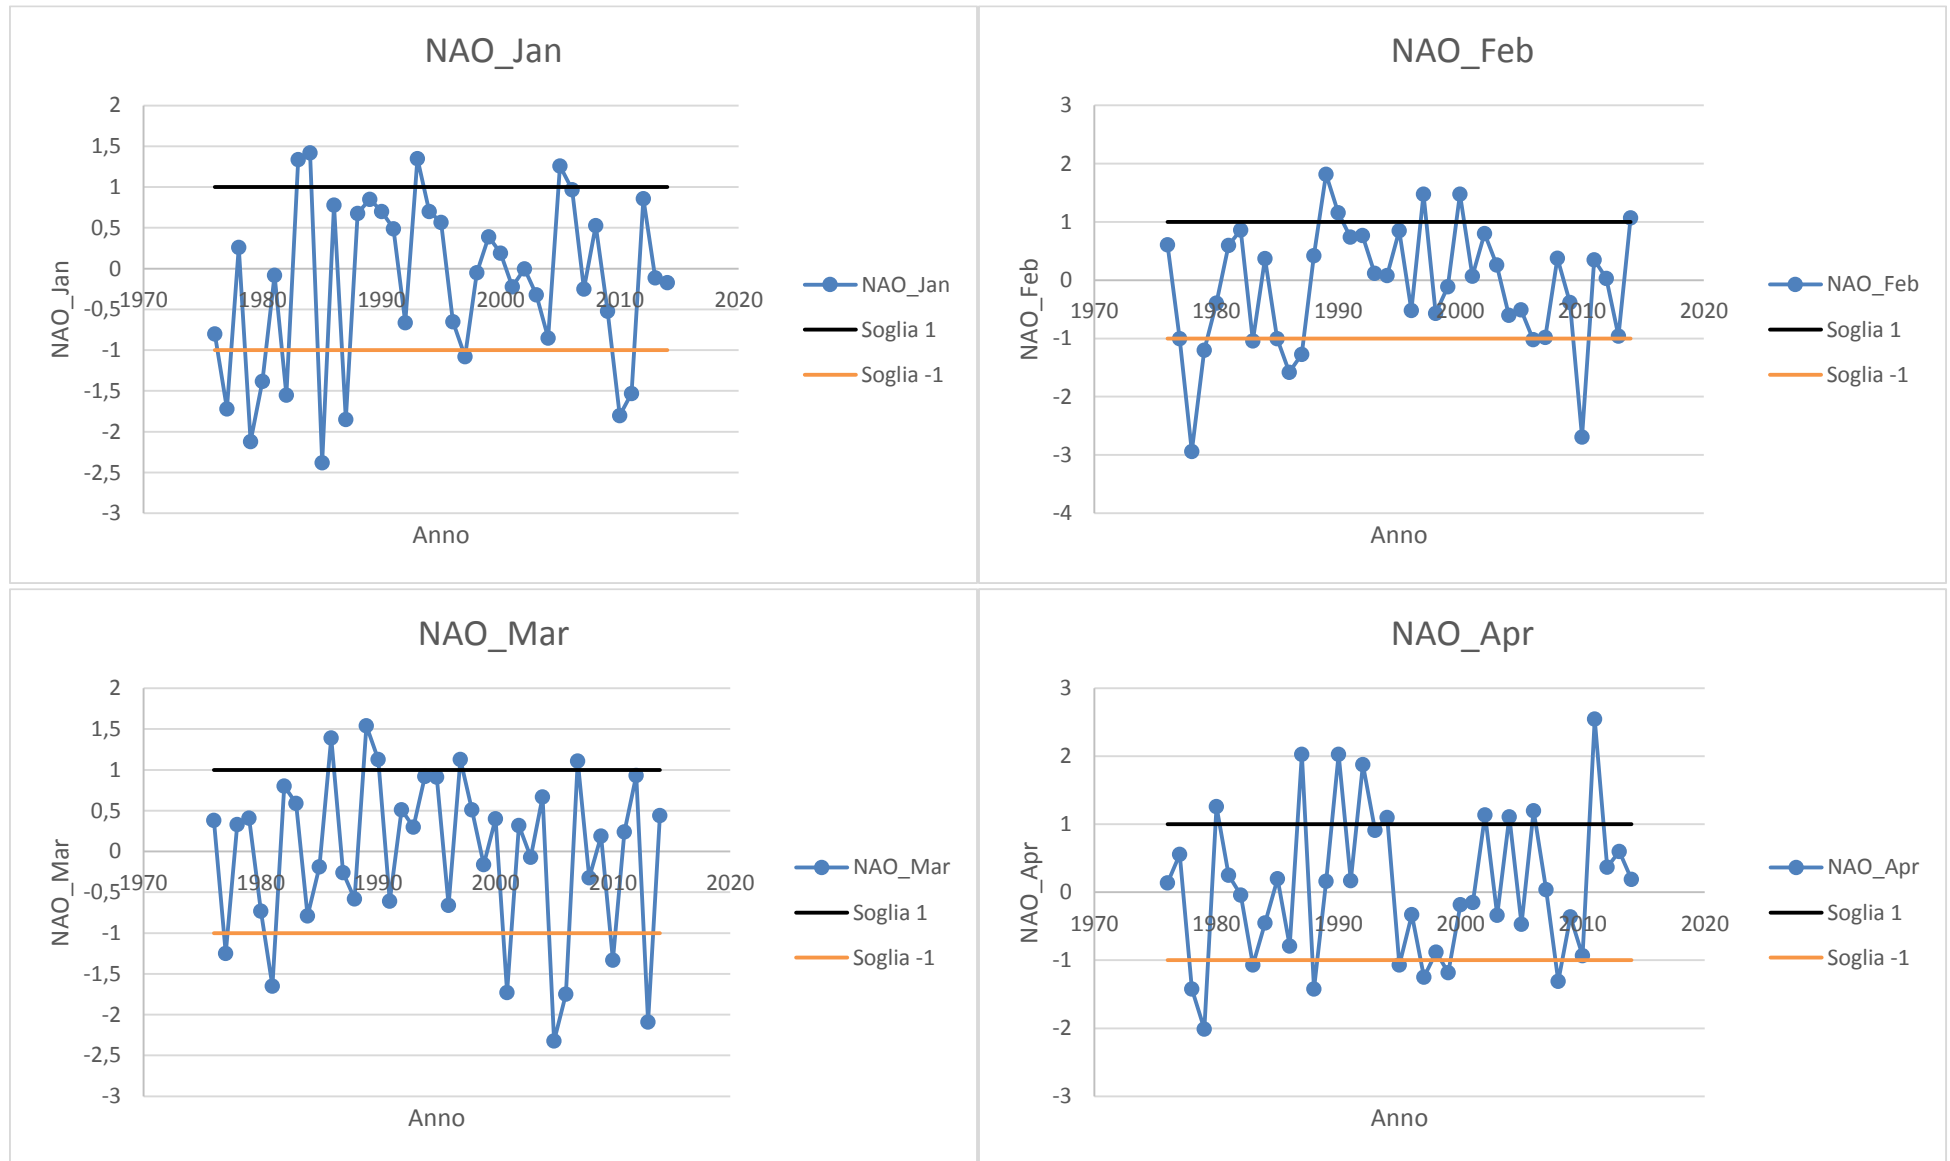 NAO_Jan
2
1,5
1
0,5
0
-0,5
-1
-1,5
-2
-2,5
-3
1970
1980
1990
2000
2010
2020
NAO_Jan
Anno
NAO_Jan
Soglia 1
Soglia -1
NAO_Feb
3
2
1
0
-1
-2
-3
-4
1970
1980
1990
2000
2010
2020
NAO_Feb
Anno
NAO_Feb
Soglia 1
Soglia -1
NAO_Mar
2
1,5
1
0,5
0
-0,5
-1
-1,5
-2
-2,5
-3
1970
1980
1990
2000
2010
2020
NAO_Mar
Anno
NAO_Mar
Soglia 1
Soglia -1
NAO_Apr
3
2
1
0
-1
-2
-3
1970
1980
1990
2000
2010
2020
NAO_Apr
Anno
NAO_Apr
Soglia 1
Soglia -1